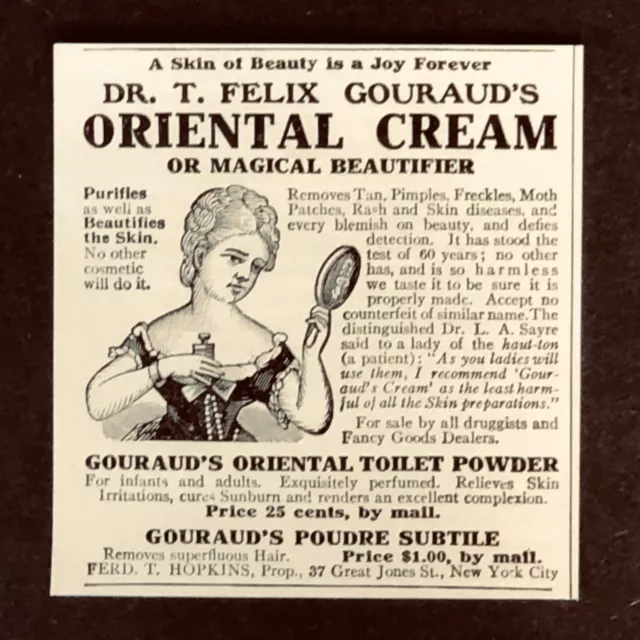 A Skin of Beauty is a Joy Forever
DR. T. FELIX GOURAUD'S
ORIENTAL CREAM
OR MAGICAL BEAUTIFIER
Purifies
as well as
Beautifies
the Skin.
No other
cosmetic
will do it.
Removes Tan, Pimples, Freckles, Moth
Patches, Rash and Skin diseases, and
every blemish on beauty, and defies
detection. It has stood the
test of 60 years; no other
has, and is so harmless
we taste it to be sure it is
properly made. Accept no
counterfeit of similar name. The
distinguished Dr. L. A. Sayre
said to a lady of the haut-ton
(a patient): "As you ladies will
use them, I recommend 'Gour-
aud's Cream' as the least harm-
ful of all the Skin preparations."
For sale by all druggists and
Fancy Goods Dealers.
GOURAUD'S ORIENTAL TOILET POWDER
For infants and adults. Exquisitely perfumed. Relieves Skin
Irritations, cures Sunburn and renders an excellent complexion.
Price 25 cents, by mail.
GOURAUD'S POUDRE SUBTILE
Removes superfluous Hair. Price $1.00, by mail.
FERD. T. HOPKINS, Prop., 37 Great Jones St., New York City